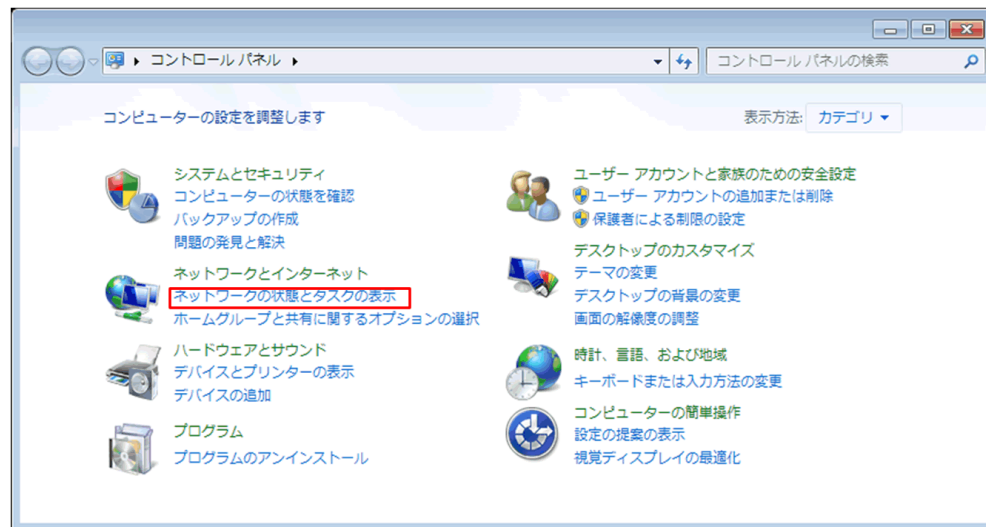 コントロール パネル
コントロール パネルの検索
コンピューターの設定を調整します
表示方法: カテゴリ
システムとセキュリティ
コンピューターの状態を確認
バックアップの作成
問題の発見と解決
ネットワークとインターネット
ネットワークの状態とタスクの表示
ホームグループと共有に関するオプションの選択
ハードウェアとサウンド
デバイスとプリンターの表示
デバイスの追加
プログラム
プログラムのアンインストール
ユーザー アカウントと家族のための安全設定
ユーザー アカウントの追加または削除
保護者による制限の設定
デスクトップのカスタマイズ
テーマの変更
デスクトップの背景の変更
画面の解像度の調整
時計、言語、および地域
キーボードまたは入力方法の変更
コンピューターの簡単操作
設定の提案の表示
視覚ディスプレイの最適化